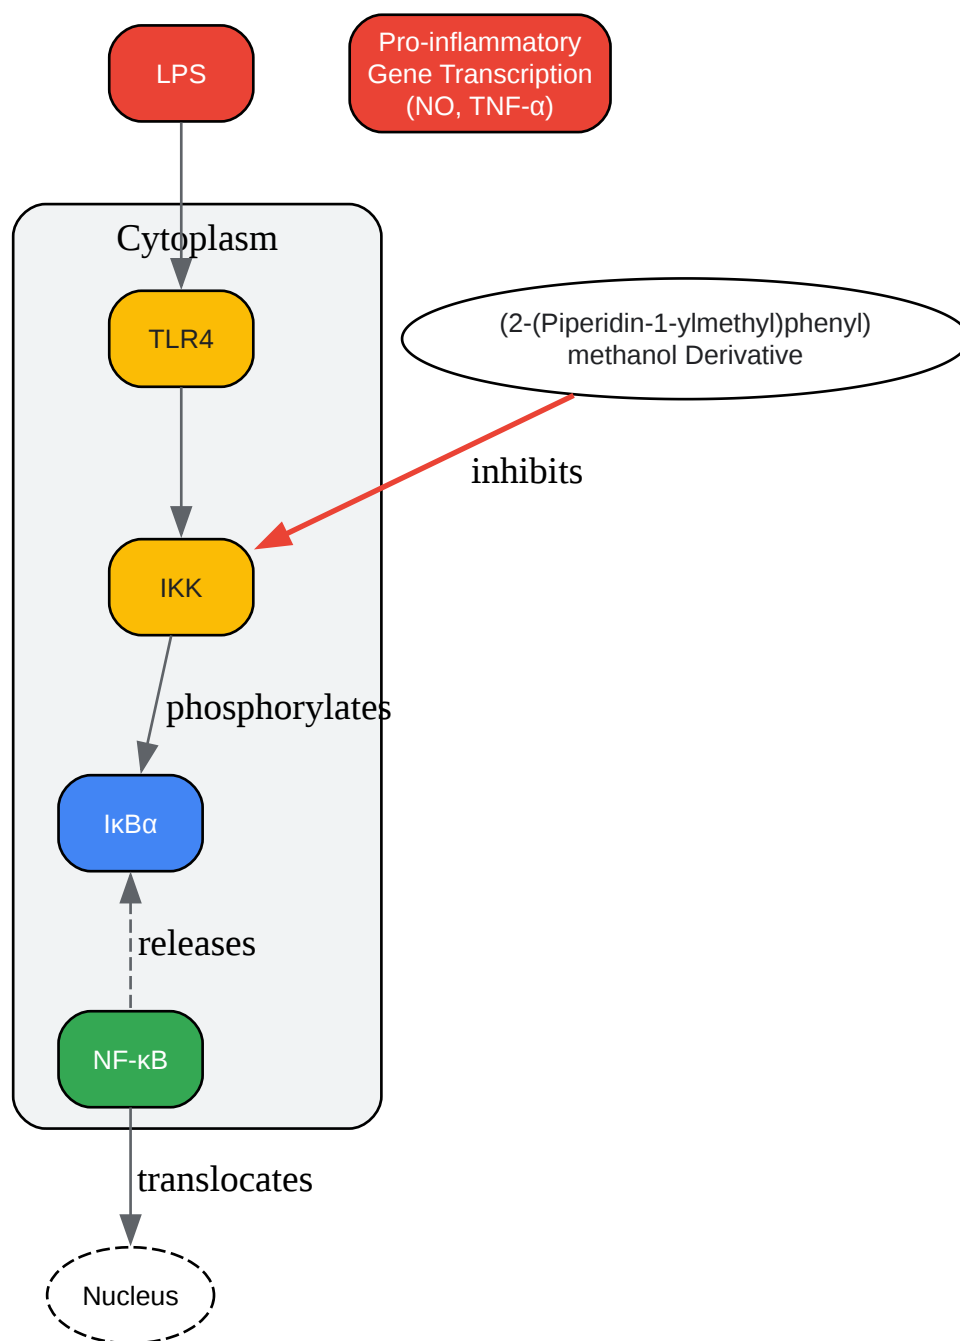 LPS
Pro-inflammatory
Gene Transcription
(NO, TNF-α)
Cytoplasm
TLR4
(2-(Piperidin-1-ylmethyl)phenyl)
methanol Derivative
inhibits
IKK
phosphorylates
IκBα
releases
NF-κB
translocates
Nucleus